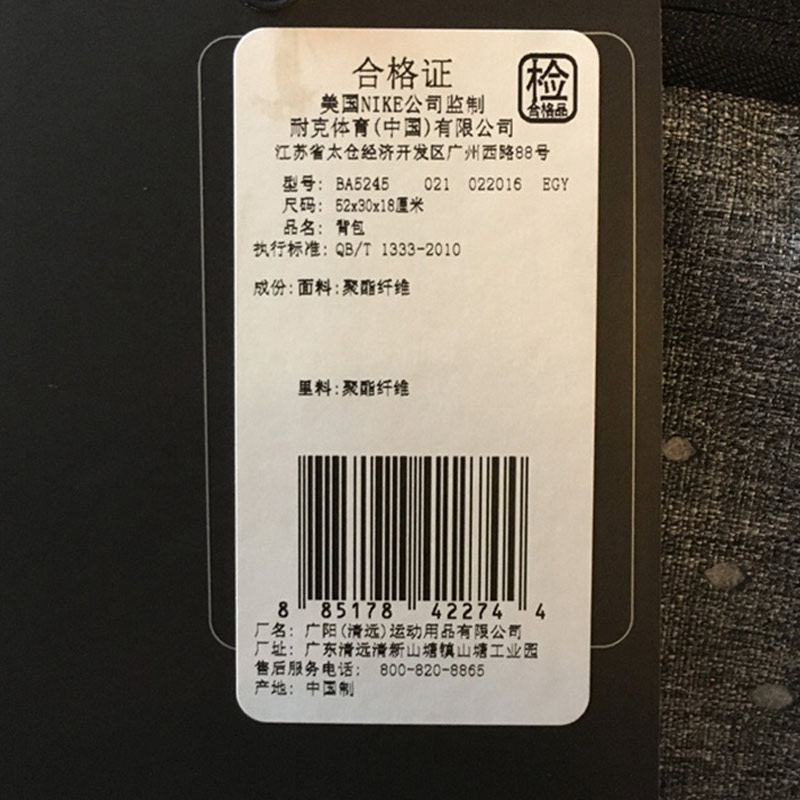 合格证
检
合格品
美国NIKE公司监制
耐克体育(中国)有限公司
江苏省太仓经济开发区广州西路88号
型号: BA5245 021 022016 EGY
尺码: 52x30x18厘米
品名: 背包
执行标准: QB/T 1333-2010
成份:面料:聚酯纤维
里料:聚酯纤维
8 85178 42274 4
厂名: 广阳(清远)运动用品有限公司
厂址: 广东清远清新山塘镇山塘工业园
售后服务电话: 800-820-8865
产地: 中国制